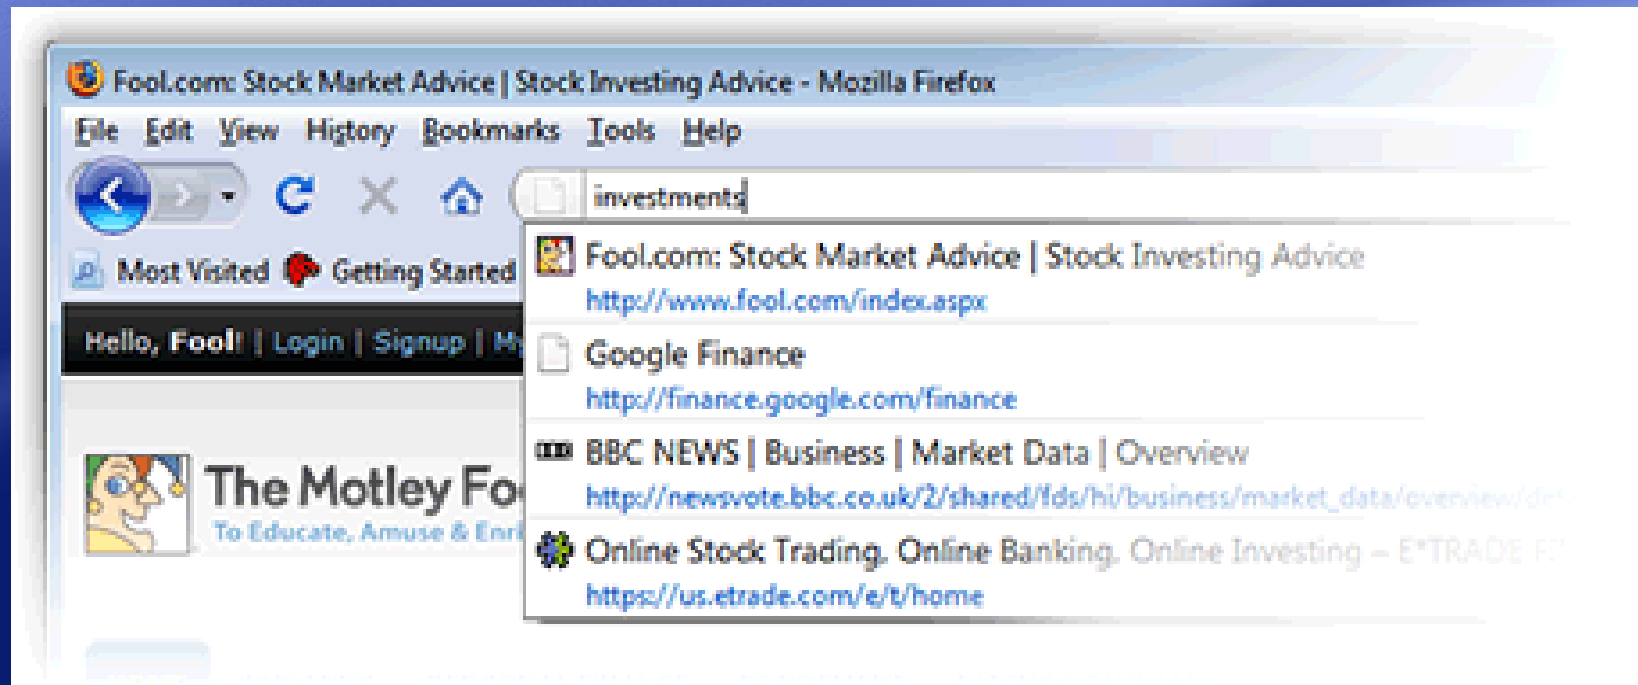 Fool.com: Stock Market Advice | Stock Investing Advice - Mozilla Firefox
File Edit View History Bookmarks Tools Help
investments
Most Visited Getting Started
Hello, Fool! | Login | Signup | My
The Motley Fo
To Educate, Amuse & Enri
Fool.com: Stock Market Advice | Stock Investing Advice
http://www.fool.com/index.aspx
Google Finance
http://finance.google.com/finance
BBC NEWS | Business | Market Data | Overview
http://newsvote.bbc.co.uk/2/shared/fds/hi/business/market_data/overview/de
Online Stock Trading, Online Banking, Online Investing – E*TRADE
https://us.etrade.com/e/t/home